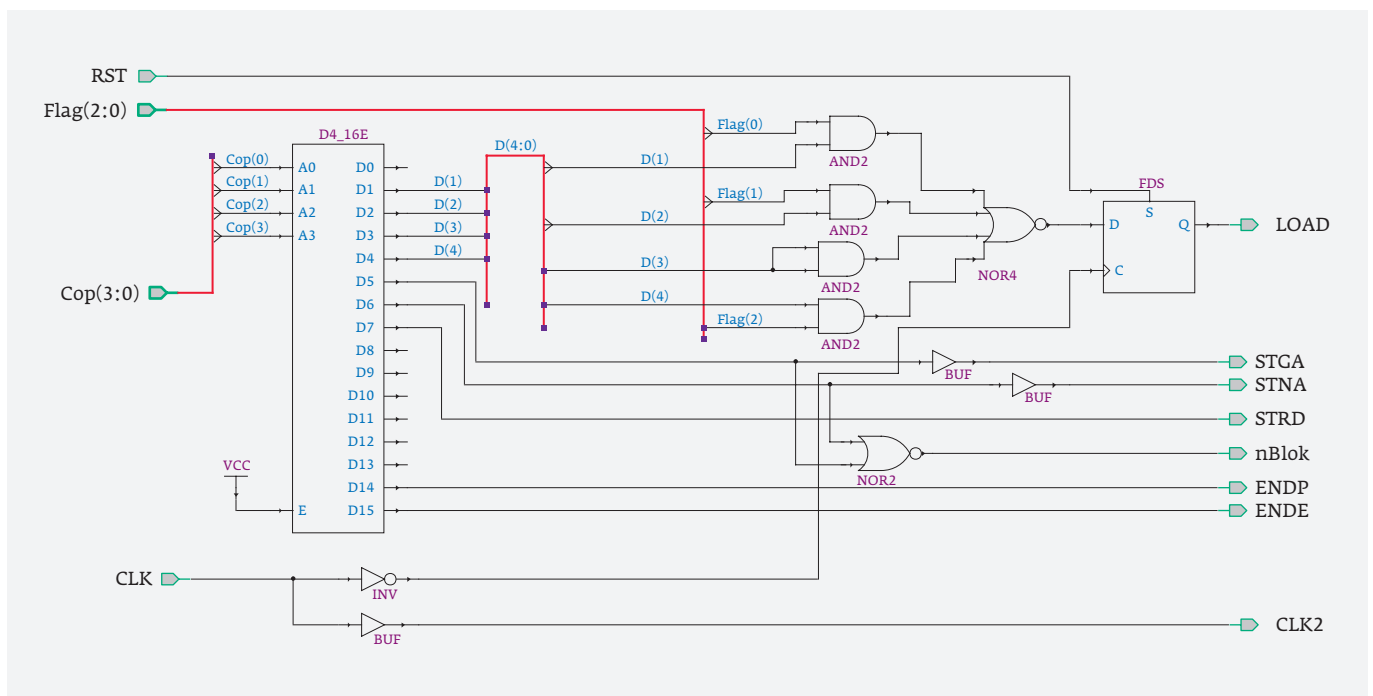 RST
Flag(2:0)
D4_16E
Cop(0)
Cop(1)
Cop(2)
Cop(3)
Cop(3:0)
A0
A1
A2
A3
E
VCC
D0
D1
D2
D3
D4
D5
D6
D7
D8
D9
D10
D11
D12
D13
D14
D15
D(1)
D(2)
D(3)
D(4)
D(4:0)
D(1)
D(2)
D(3)
D(4)
Flag(0)
Flag(1)
Flag(2)
AND2
AND2
AND2
AND2
NOR4
FDS
S
D
Q
C
LOAD
BUF
STGA
BUF
STNA
STRD
NOR2
nBlok
ENDP
ENDE
CLK
INV
BUF
CLK2